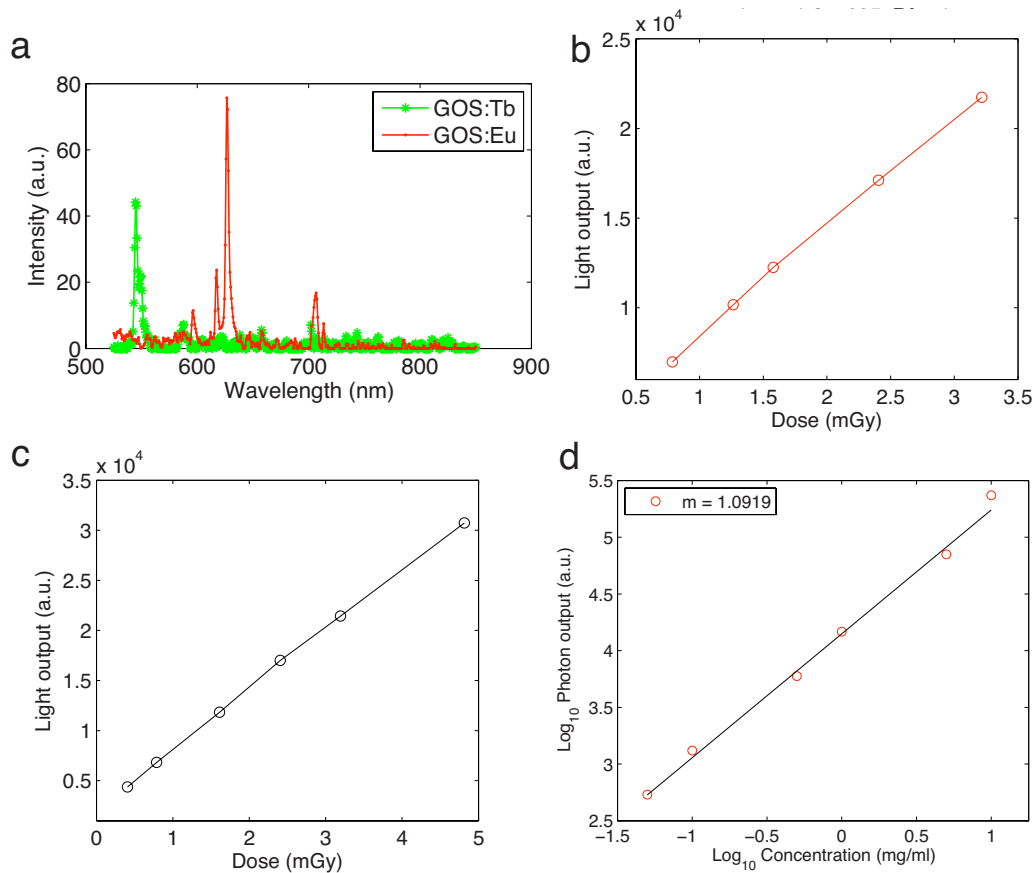 a
80
60
40
20
0
Intensity (a.u.)
GOS:Tb
GOS:Eu
500 600 700 800 900
Wavelength (nm)
b
x 10^4
2.5
2
1.5
1
Light output (a.u.)
0.5 1 1.5 2 2.5 3 3.5
Dose (mGy)
c
x 10^4
3.5
3
2.5
2
1.5
1
0.5
Light output (a.u.)
0 1 2 3 4 5
Dose (mGy)
d
5.5
5
4.5
4
3.5
3
2.5
Log10 Photon output (a.u.)
m = 1.0919
−1.5 −1 −0.5 0 0.5 1
Log10 Concentration (mg/ml)